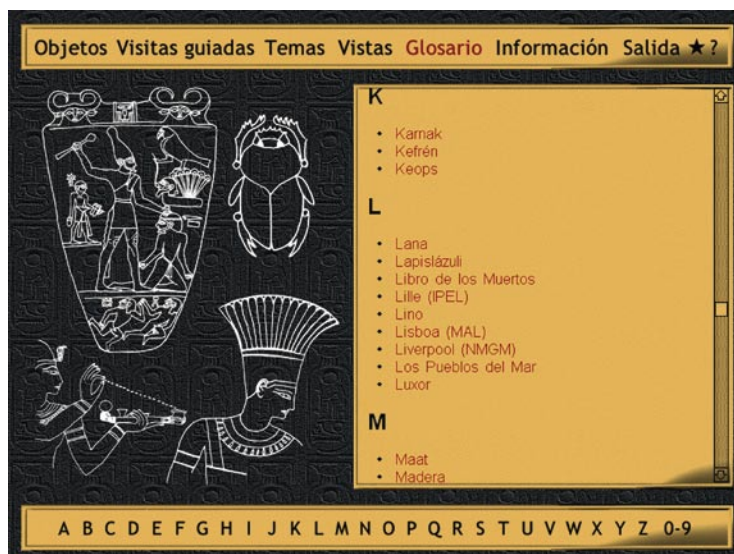 Objetos Visitas guiadas Temas Vistas Glosario Información Salida ★ ?
K
• Karnak
• Kefrén
• Keops
L
• Lana
• Lapislázuli
• Libro de los Muertos
• Lille (IPEL)
• Lino
• Lisboa (MAL)
• Liverpool (NMGM)
• Los Pueblos del Mar
• Luxor
M
• Maat
• Madera
A B C D E F G H I J K L M N O P Q R S T U V W X Y Z 0-9